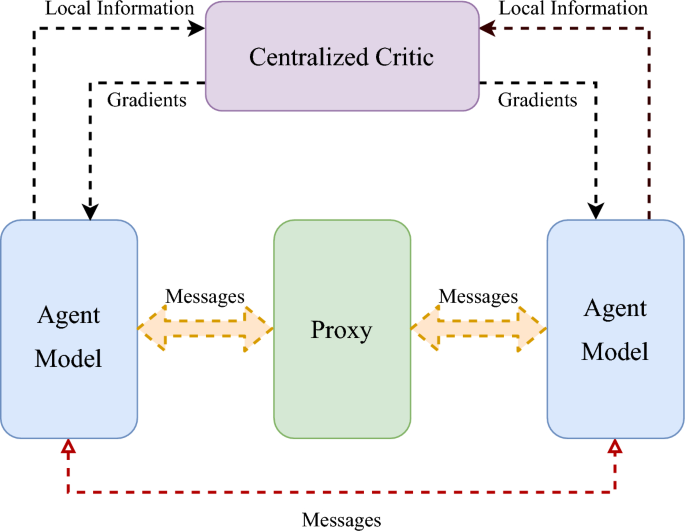 Local Information
Local Information
Centralized Critic
Gradients
Gradients
Messages
Messages
Agent
Model
Proxy
Agent
Model
Messages